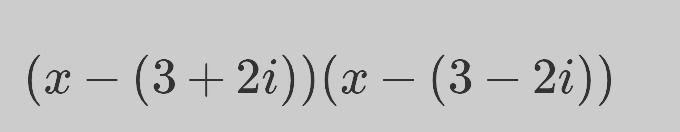 (x − (3 + 2i))(x − (3 − 2i))